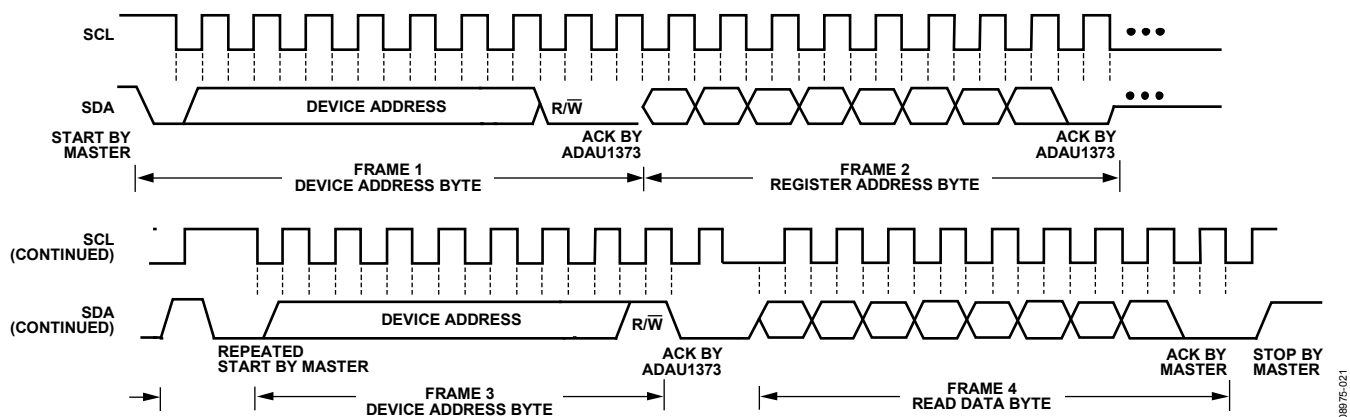 SCL
SDA
DEVICE ADDRESS
R/W̅
START BY
MASTER
ACK BY
ADAU1373
ACK BY
ADAU1373
FRAME 1
DEVICE ADDRESS BYTE
FRAME 2
REGISTER ADDRESS BYTE
SCL
(CONTINUED)
SDA
(CONTINUED)
DEVICE ADDRESS
R/W̅
REPEATED
START BY MASTER
ACK BY
ADAU1373
ACK BY
MASTER
STOP BY
MASTER
FRAME 3
DEVICE ADDRESS BYTE
FRAME 4
READ DATA BYTE
08975-021